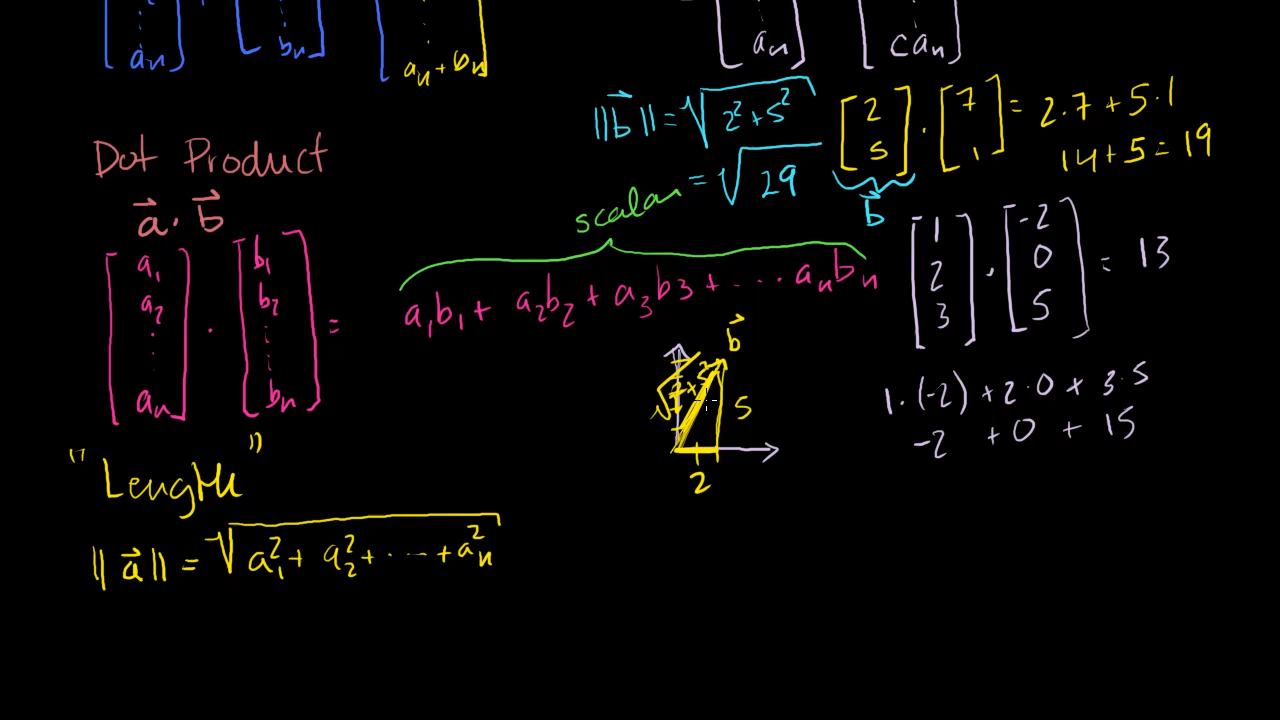 aₙ bₙ aₙ + bₙ aₙ caₙ
||b⃗|| = √(2² + 5²)
= √29
[2 5] · [7 1] = 2·7 + 5·1
14 + 5 = 19
b⃗
Dot Product
a⃗ · b⃗
scalar
[a₁ a₂ ⋮ aₙ] · [b₁ b₂ ⋮ bₙ] = a₁b₁ + a₂b₂ + a₃b₃ + ... aₙbₙ
[1 2 3] · [-2 0 5] = 13
1·(-2) + 2·0 + 3·5
-2 + 0 + 15
b⃗
5
2
"Length"
||a⃗|| = √(a₁² + a₂² + ... + aₙ²)